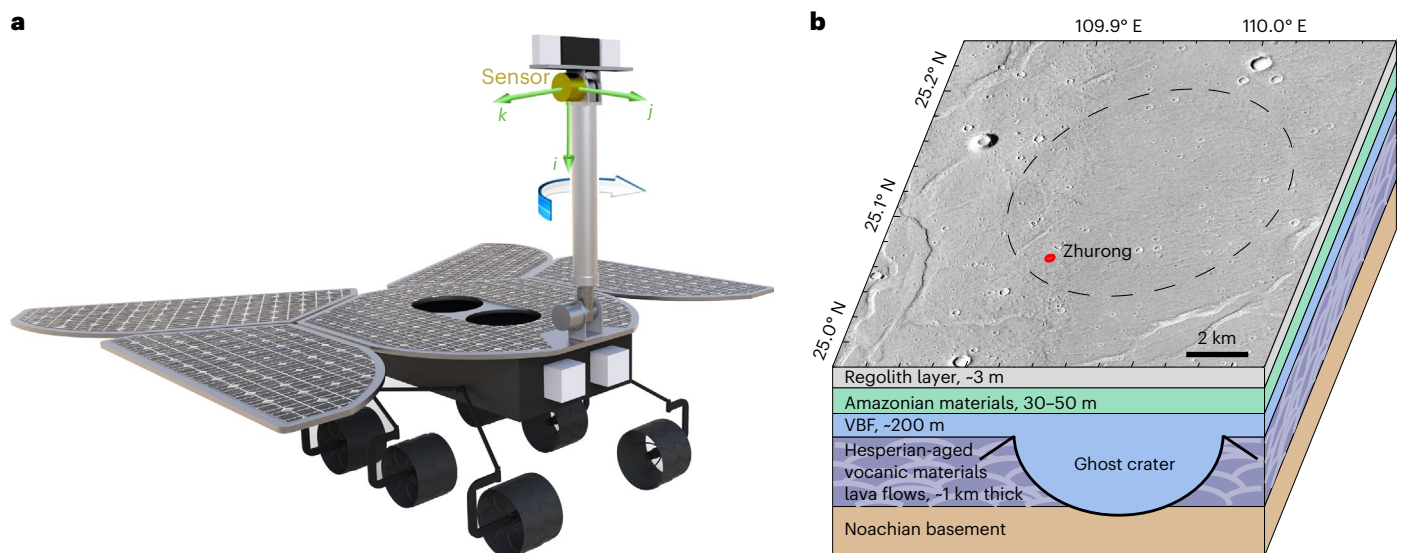 a
Sensor
k
j
i
b
109.9° E
110.0° E
25.2° N
25.1° N
25.0° N
Zhurong
2 km
Regolith layer, ~3 m
Amazonian materials, 30–50 m
VBF, ~200 m
Hesperian-aged
vocanic materials
lava flows, ~1 km thick
Ghost crater
Noachian basement